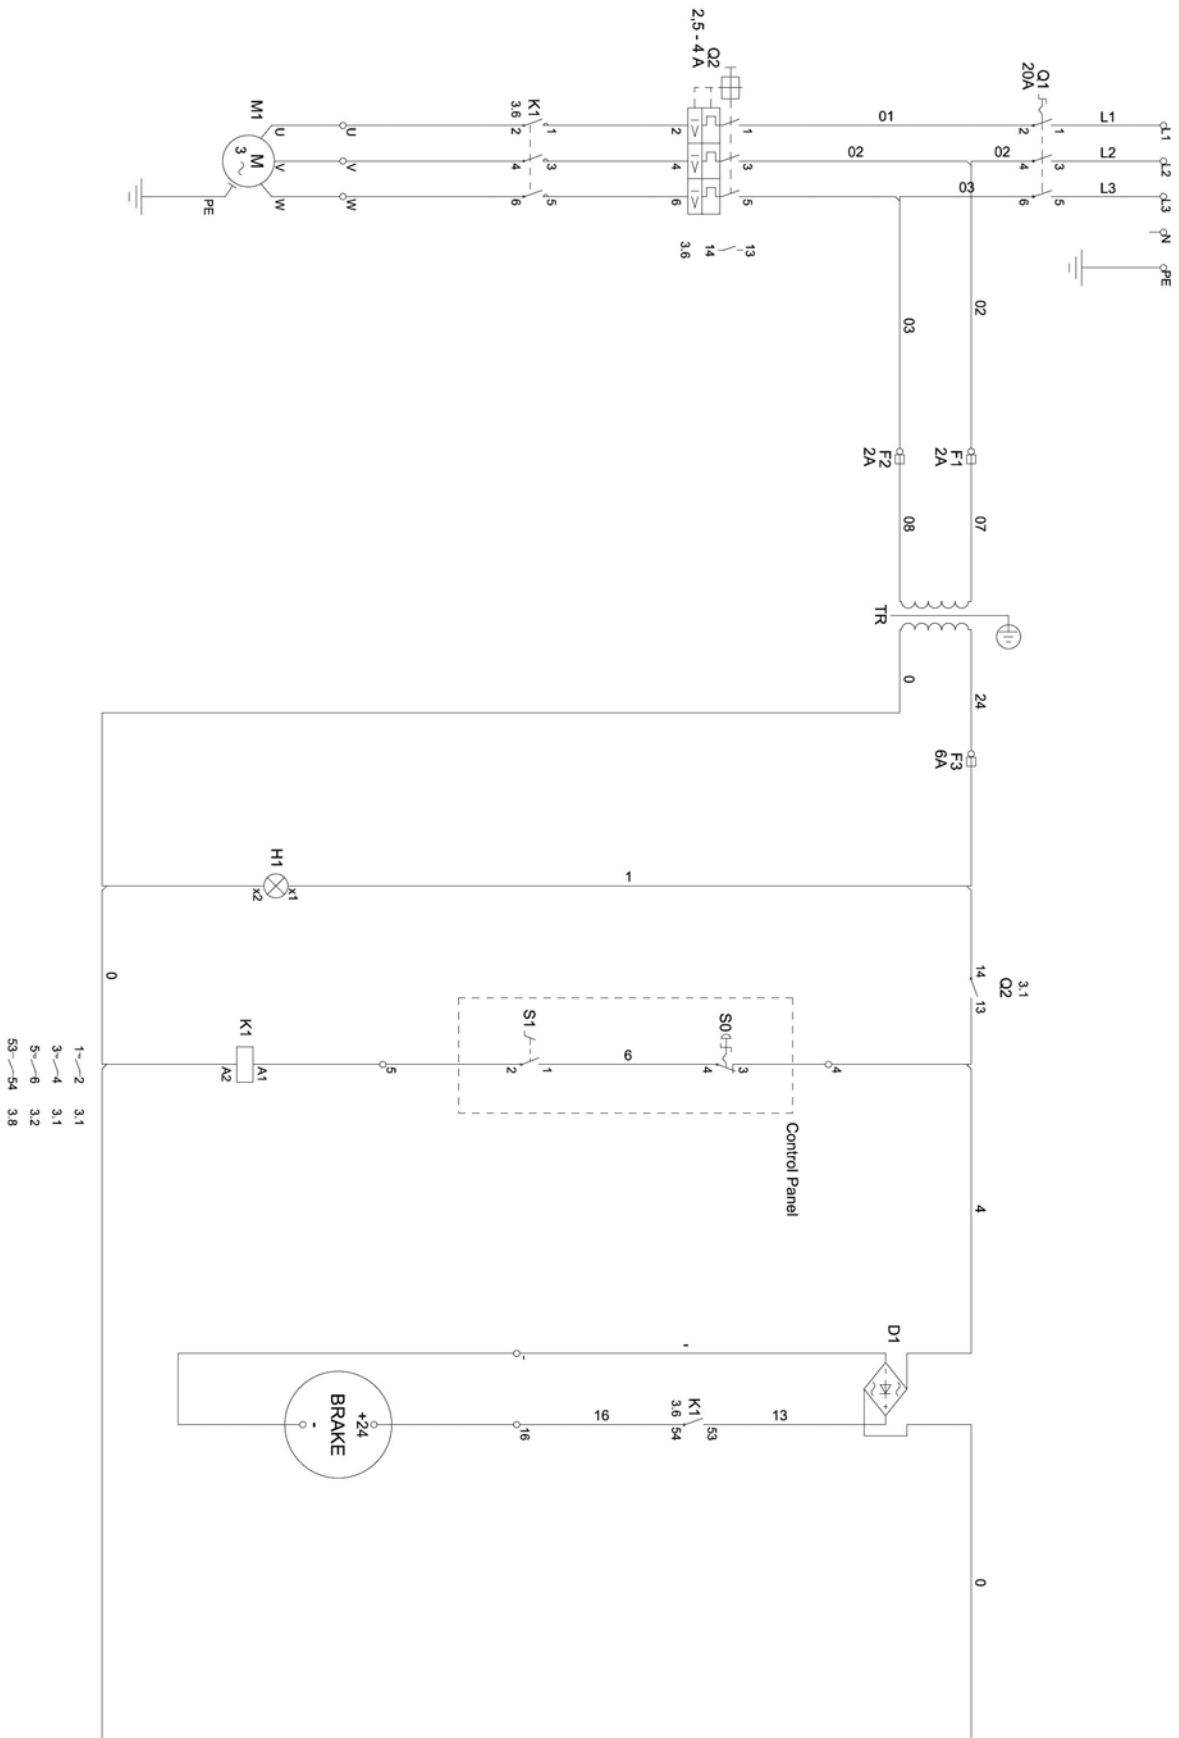 L1
L2
L3
N
PE
L1
L2
L3
Q1
20A
1
2
3
4
5
6
01
02
02
03
Q2
2,5 - 4 A
1
2
3
4
5
6
I>
I>
I>
13
14
3.6
K1
3.6
1
2
3
4
5
6
U
V
W
U
V
W
M1
M
3
~
PE
02
03
F1
2A
F2
2A
07
08
TR
24
0
F3
6A
1
H1
x1
x2
0
3.1
Q2
14
13
Control Panel
4
S0
3
4
6
S1
1
2
5
K1
A1
A2
1 2 3.1
3 4 3.1
5 6 3.2
53 54 3.8
4
D1
-
+
~
~
-
-
13
K1
3.6
53
54
16
16
+24
-
BRAKE
0